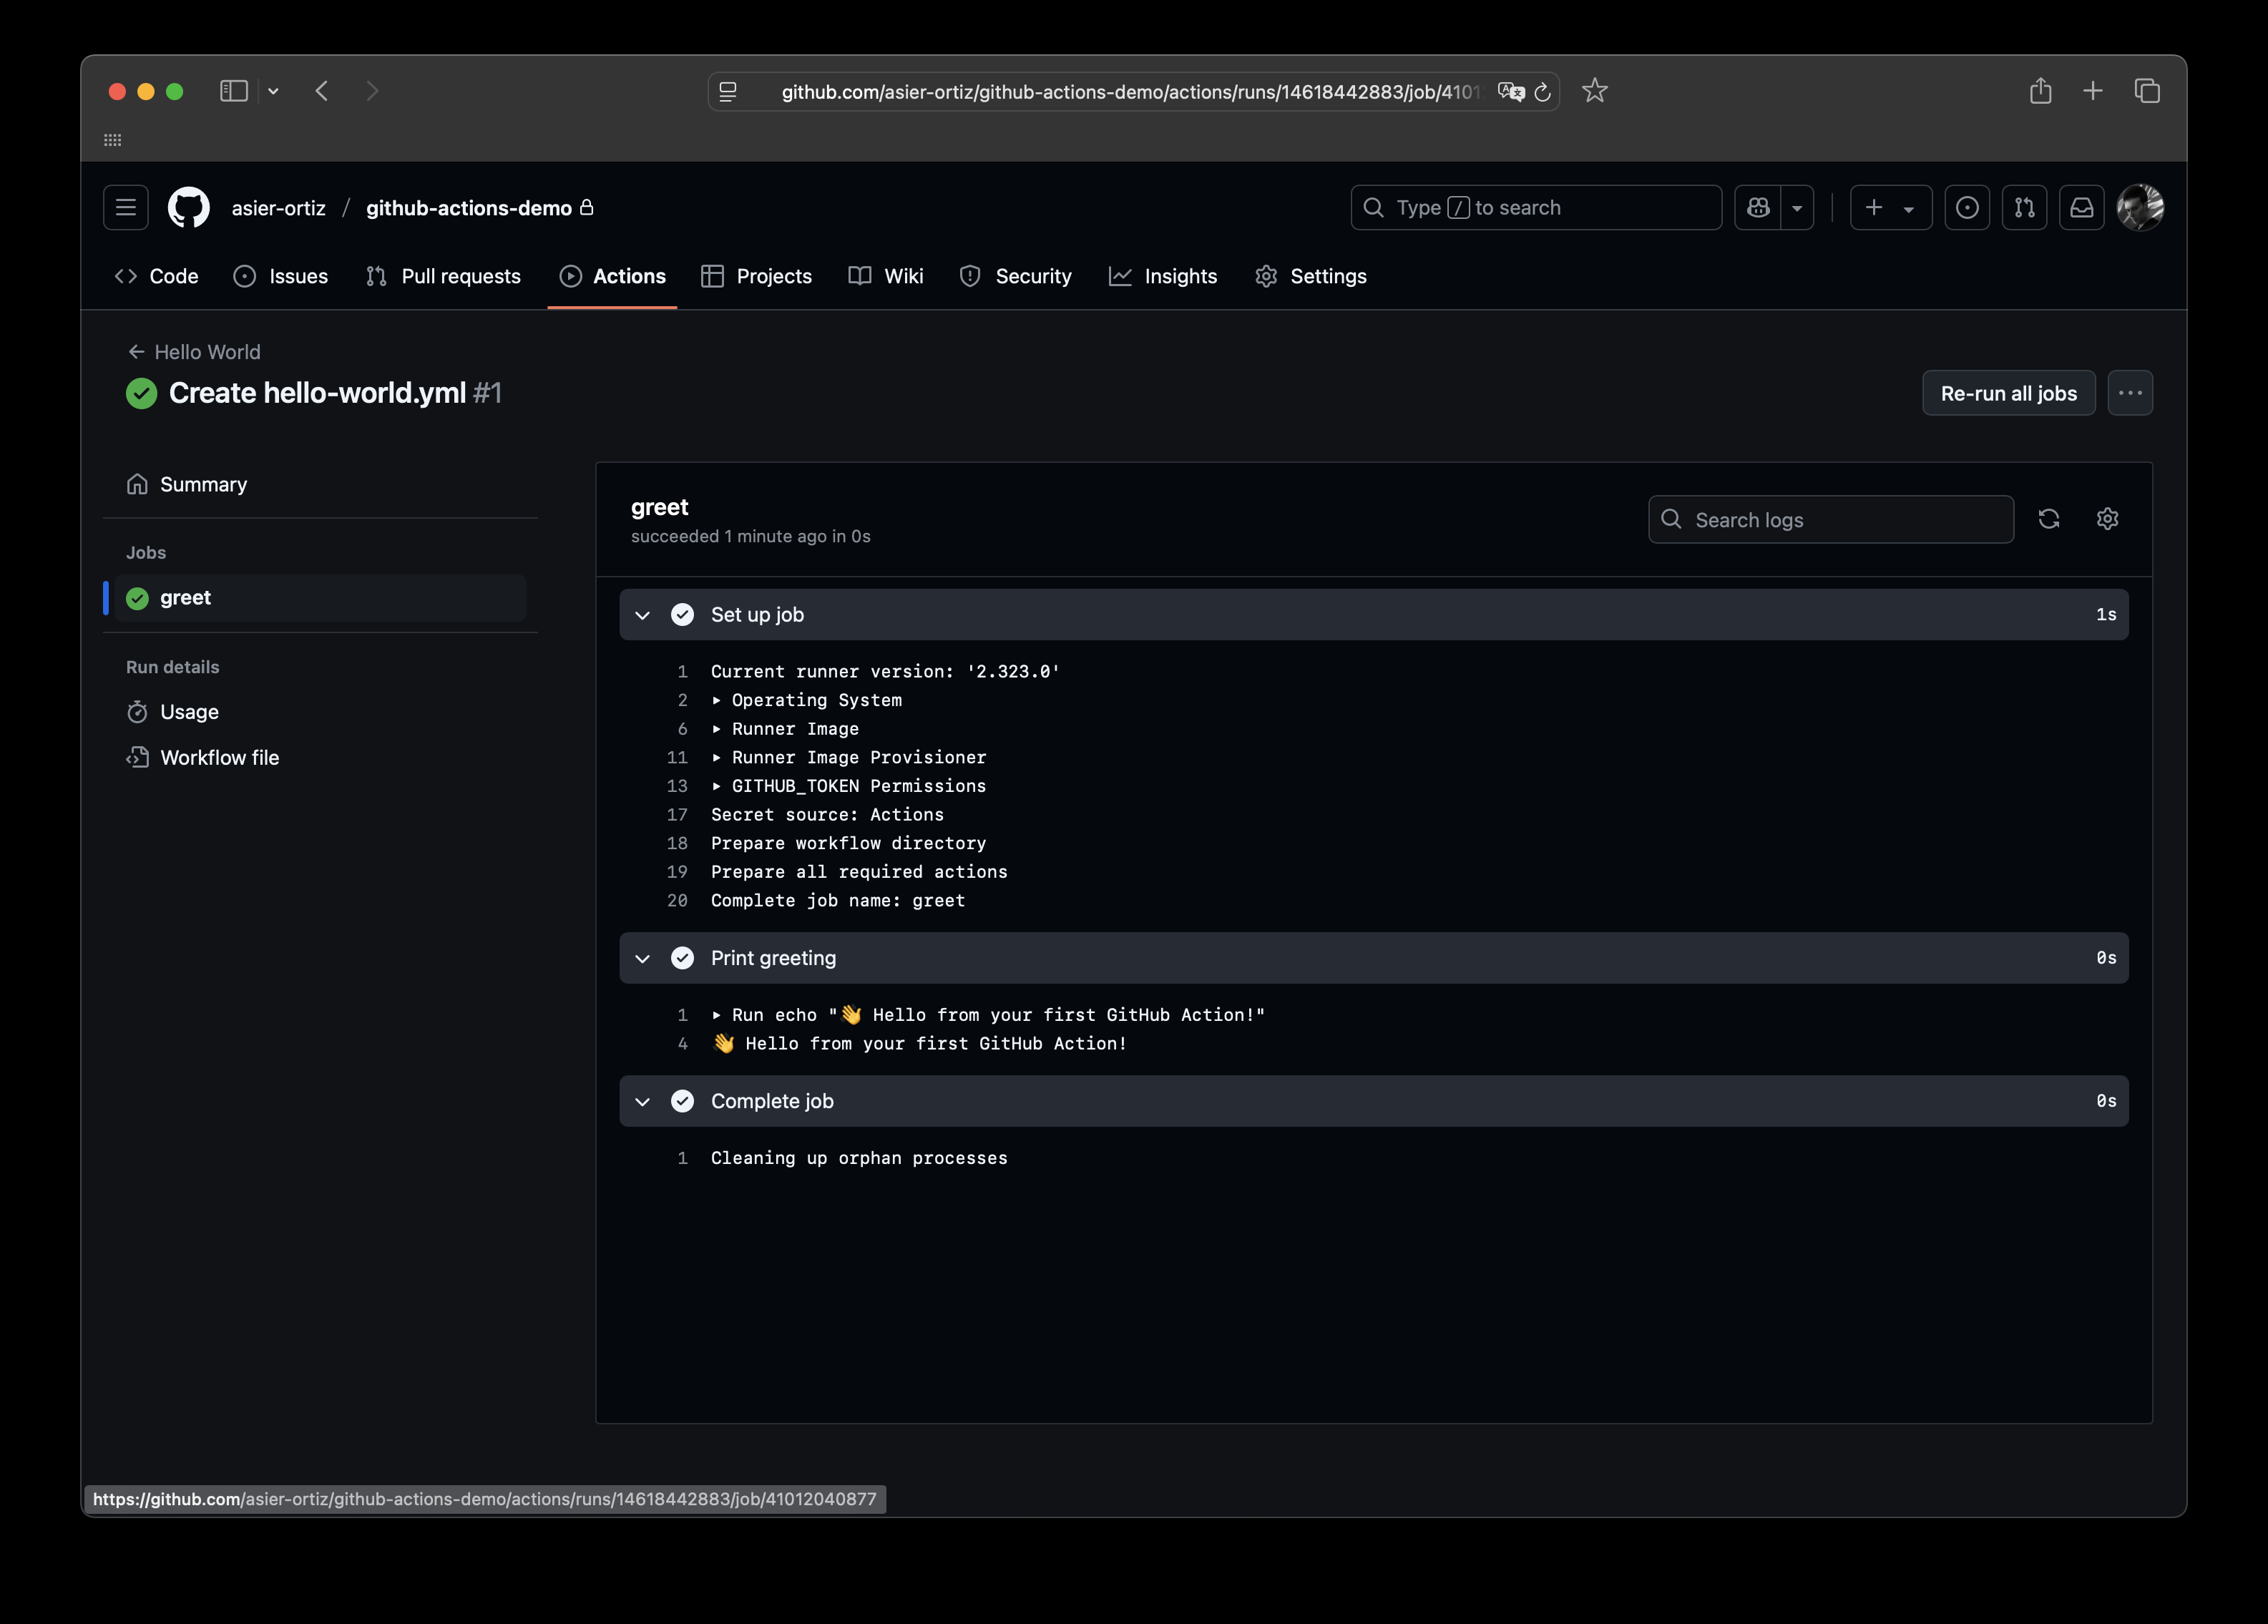 github.com/asier-ortiz/github-actions-demo/actions/runs/14618442883/job/4101
asier-ortiz / github-actions-demo
Type / to search
Code Issues Pull requests Actions Projects Wiki Security Insights Settings
← Hello World
Create hello-world.yml #1
Re-run all jobs
Summary
Jobs
greet
Run details
Usage
Workflow file
greet
succeeded 1 minute ago in 0s
Search logs
Set up job 1s
1 Current runner version: '2.323.0'
2 ▸ Operating System
6 ▸ Runner Image
11 ▸ Runner Image Provisioner
13 ▸ GITHUB_TOKEN Permissions
17 Secret source: Actions
18 Prepare workflow directory
19 Prepare all required actions
20 Complete job name: greet
Print greeting 0s
1 ▸ Run echo "👋 Hello from your first GitHub Action!"
4 👋 Hello from your first GitHub Action!
Complete job 0s
1 Cleaning up orphan processes
https://github.com/asier-ortiz/github-actions-demo/actions/runs/14618442883/job/41012040877